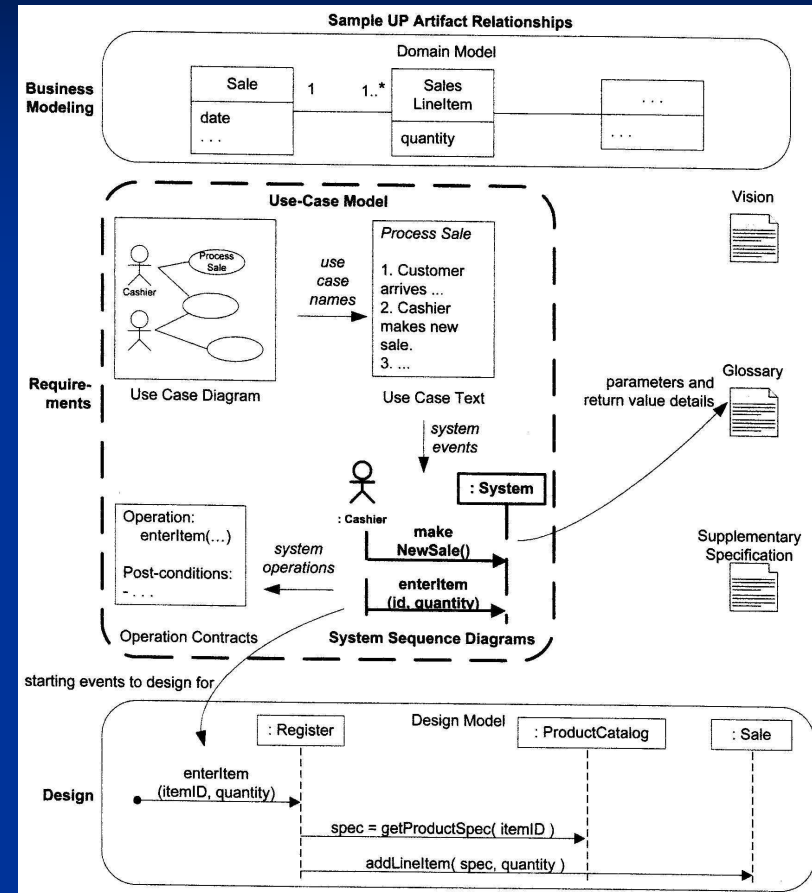 Sample UP Artifact Relationships
Domain Model
Business
Modeling
Sale
date
. . .
1
1..*
Sales
LineItem
quantity
. . .
. . .
Use-Case Model
Require-
ments
Process
Sale
Cashier
Use Case Diagram
use
case
names
Process Sale
1. Customer
arrives ...
2. Cashier
makes new
sale.
3. ...
Use Case Text
system
events
Vision
Glossary
parameters and
return value details
Supplementary
Specification
: Cashier
: System
make
NewSale()
enterItem
(id, quantity)
system
operations
Operation:
enterItem(…)
Post-conditions:
- . . .
Operation Contracts
System Sequence Diagrams
starting events to design for
Design Model
Design
: Register
: ProductCatalog
: Sale
enterItem
(itemID, quantity)
spec = getProductSpec( itemID )
addLineItem( spec, quantity )